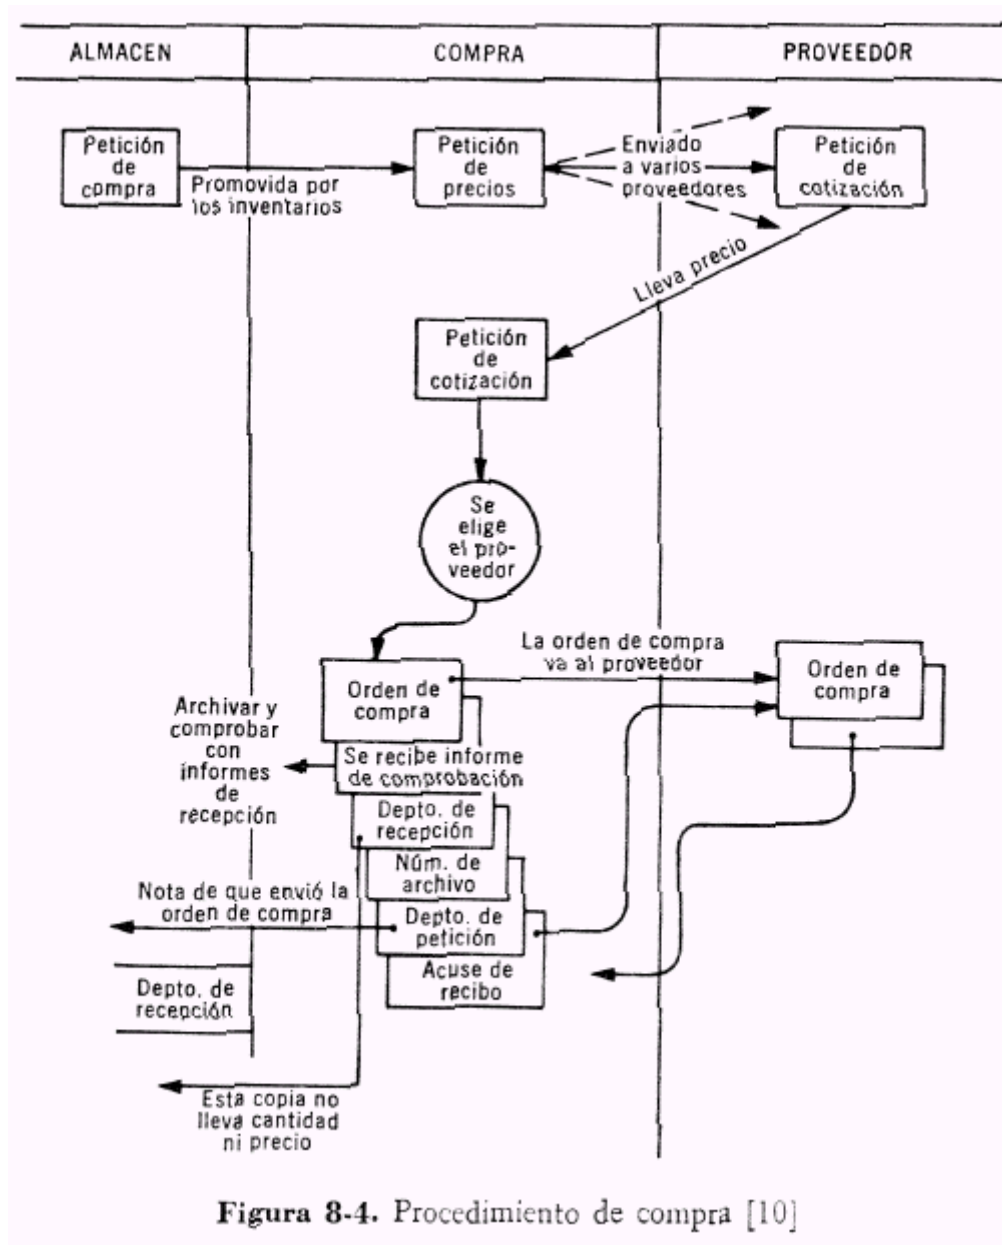 ALMACEN
COMPRA
PROVEEDOR
Petición
de
compra
Promovida por
los inventarios
Petición
de
precios
Enviado
a varios
proveedores
Petición
de
cotización
Lleva precio
Petición
de
cotización
Se
elige
el pro-
veedor
La orden de compra
va al proveedor
Orden de
compra
Orden de
compra
Archivar y
comprobar
con
informes
de
recepción
Se recibe informe
de comprobación
Depto. de
recepción
Núm. de
archivo
Nota de que envió la
orden de compra
Depto. de
petición
Acuse de
recibo
Depto. de
recepción
Esta copia no
lleva cantidad
ni precio
Figura 8-4. Procedimiento de compra [10]